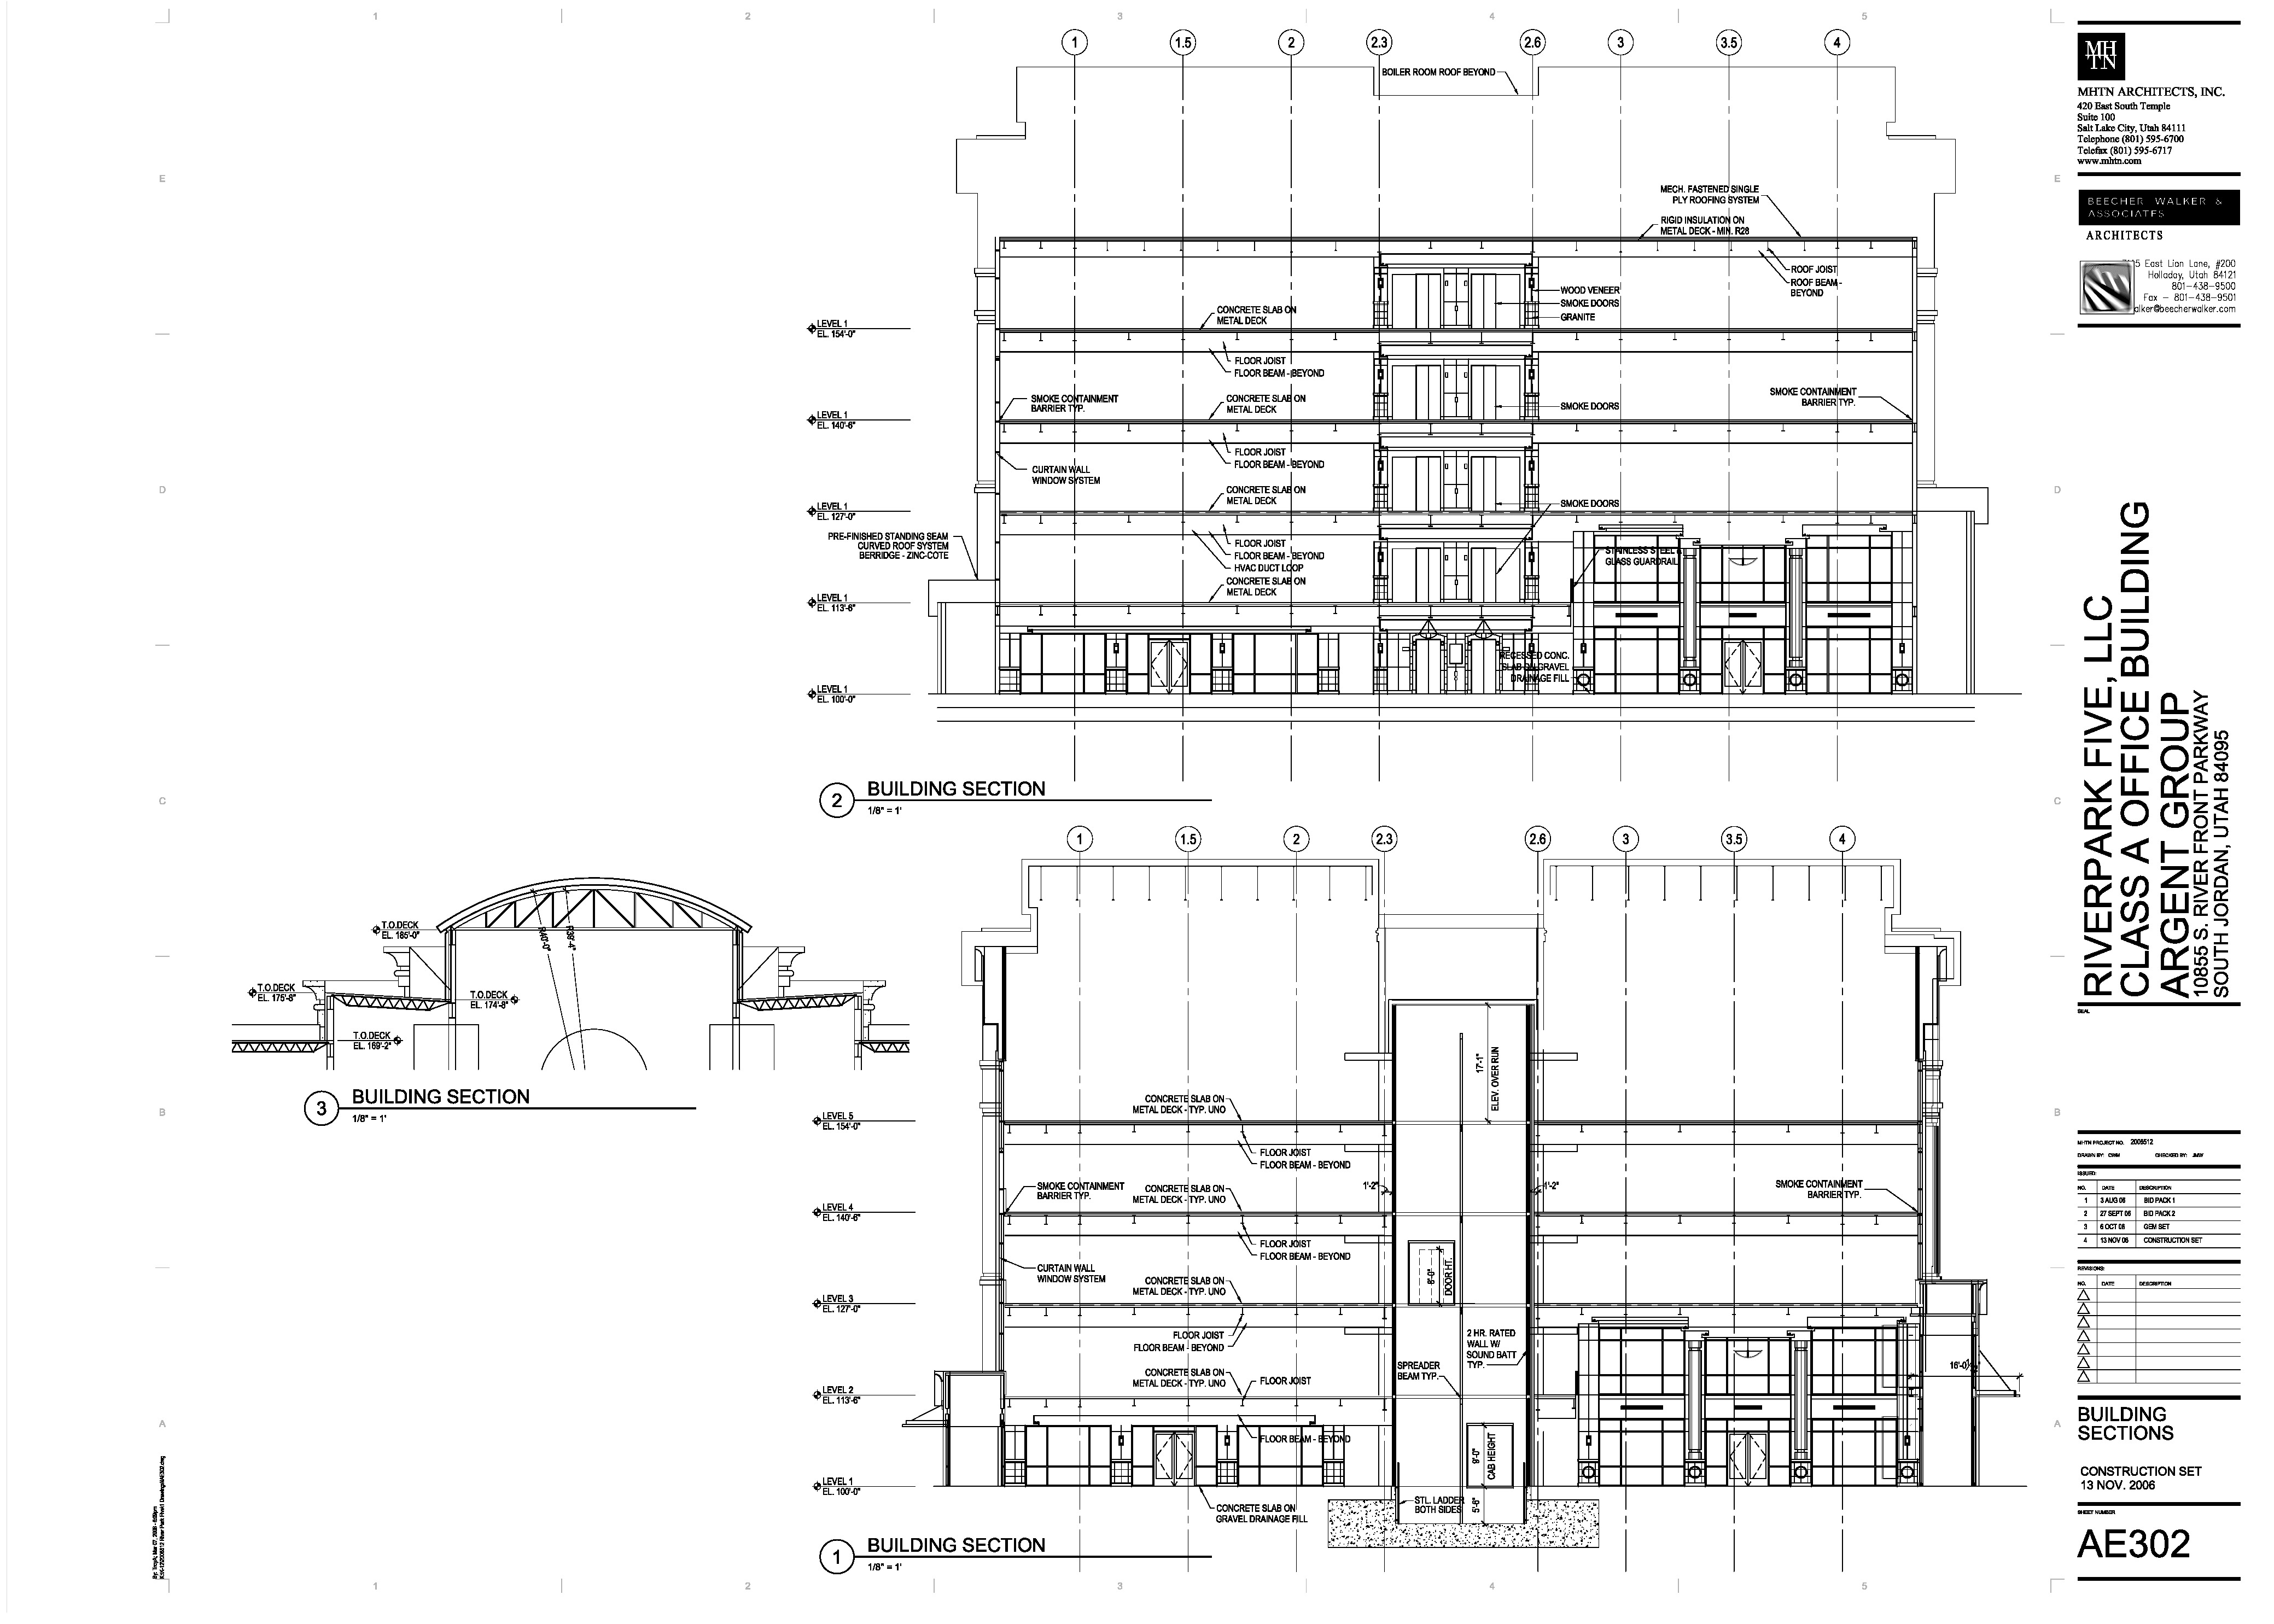 1 2 3 4 5
1 1.5 2 2.3 2.6 3 3.5 4
BOILER ROOM ROOF BEYOND
MECH. FASTENED SINGLE
PLY ROOFING SYSTEM
RIGID INSULATION ON
METAL DECK - MIN. R28
ROOF JOIST
ROOF BEAM -
BEYOND
WOOD VENEER
SMOKE DOORS
GRANITE
CONCRETE SLAB ON
METAL DECK
LEVEL 1
EL. 154'-0"
FLOOR JOIST
FLOOR BEAM - BEYOND
SMOKE CONTAINMENT
BARRIER TYP.
CONCRETE SLAB ON
METAL DECK
SMOKE DOORS
SMOKE CONTAINMENT
BARRIER TYP.
LEVEL 1
EL. 140'-6"
FLOOR JOIST
FLOOR BEAM - BEYOND
CURTAIN WALL
WINDOW SYSTEM
CONCRETE SLAB ON
METAL DECK
SMOKE DOORS
LEVEL 1
EL. 127'-0"
PRE-FINISHED STANDING SEAM
CURVED ROOF SYSTEM
BERRIDGE - ZINC-COTE
FLOOR JOIST
FLOOR BEAM - BEYOND
HVAC DUCT LOOP
CONCRETE SLAB ON
METAL DECK
STAINLESS STEEL &
GLASS GUARDRAIL
LEVEL 1
EL. 113'-6"
RECESSED CONC.
SLAB ON GRAVEL
DRAINAGE FILL
LEVEL 1
EL. 100'-0"
2
BUILDING SECTION
1/8" = 1'
1 1.5 2 2.3 2.6 3 3.5 4
T.O.DECK
EL. 185'-0"
R40'-0"
R39'-4"
T.O.DECK
EL. 175'-8"
T.O.DECK
EL. 174'-8"
T.O.DECK
EL. 169'-2"
3
BUILDING SECTION
1/8" = 1'
17'-1"
ELEV. OVER RUN
CONCRETE SLAB ON
METAL DECK - TYP. UNO
LEVEL 5
EL. 154'-0"
FLOOR JOIST
FLOOR BEAM - BEYOND
SMOKE CONTAINMENT
BARRIER TYP.
CONCRETE SLAB ON
METAL DECK - TYP. UNO
1'-2"
1'-2"
SMOKE CONTAINMENT
BARRIER TYP.
LEVEL 4
EL. 140'-6"
FLOOR JOIST
FLOOR BEAM - BEYOND
CURTAIN WALL
WINDOW SYSTEM
CONCRETE SLAB ON
METAL DECK - TYP. UNO
8'-0"
DOOR HT.
LEVEL 3
EL. 127'-0"
FLOOR JOIST
FLOOR BEAM - BEYOND
2 HR. RATED
WALL W/
SOUND BATT
TYP.
SPREADER
BEAM TYP.
CONCRETE SLAB ON
METAL DECK - TYP. UNO
FLOOR JOIST
16'-0"
LEVEL 2
EL. 113'-6"
FLOOR BEAM - BEYOND
9'-0"
CAB HEIGHT
LEVEL 1
EL. 100'-0"
CONCRETE SLAB ON
GRAVEL DRAINAGE FILL
STL. LADDER
BOTH SIDES
5'-6"
1
BUILDING SECTION
1/8" = 1'
1 2 3 4 5
E
D
C
B
A
E
D
C
B
A
MH
TN
MHTN ARCHITECTS, INC.
420 East South Temple
Suite 100
Salt Lake City, Utah 84111
Telephone (801) 595-6700
Telefax (801) 595-6717
www.mhtn.com
BEECHER WALKER &
ASSOCIATES
ARCHITECTS
East Lion Lane, #200
Holladay, Utah 84121
801-438-9500
Fax - 801-438-9501
alker@beecherwalker.com
RIVERPARK FIVE, LLC
CLASS A OFFICE BUILDING
ARGENT GROUP
10855 S. RIVER FRONT PARKWAY
SOUTH JORDAN, UTAH 84095
SEAL
MHTN PROJECT NO. 2006512
DRAWN BY: CHECKED BY:
ISSUED:
NO. DATE DESCRIPTION
1 3 AUG 06 BID PACK 1
2 27 SEPT 06 BID PACK 2
3 6 OCT 06 GEM SET
4 13 NOV 06 CONSTRUCTION SET
REVISIONS:
NO. DATE DESCRIPTION
BUILDING
SECTIONS
CONSTRUCTION SET
13 NOV. 2006
SHEET NUMBER
AE302